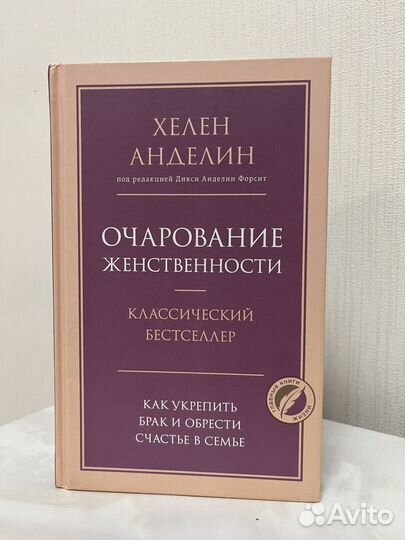 ХЕЛЕН
АНДЕЛИН
под редакцией Дикси Анделин Форсит
ОЧАРОВАНИЕ
ЖЕНСТВЕННОСТИ
КЛАССИЧЕСКИЙ
БЕСТСЕЛЛЕР
ГЛАВНЫЕ КНИГИ
ЖИЗНИ
КАК УКРЕПИТЬ
БРАК И ОБРЕСТИ
СЧАСТЬЕ В СЕМЬЕ
Avito